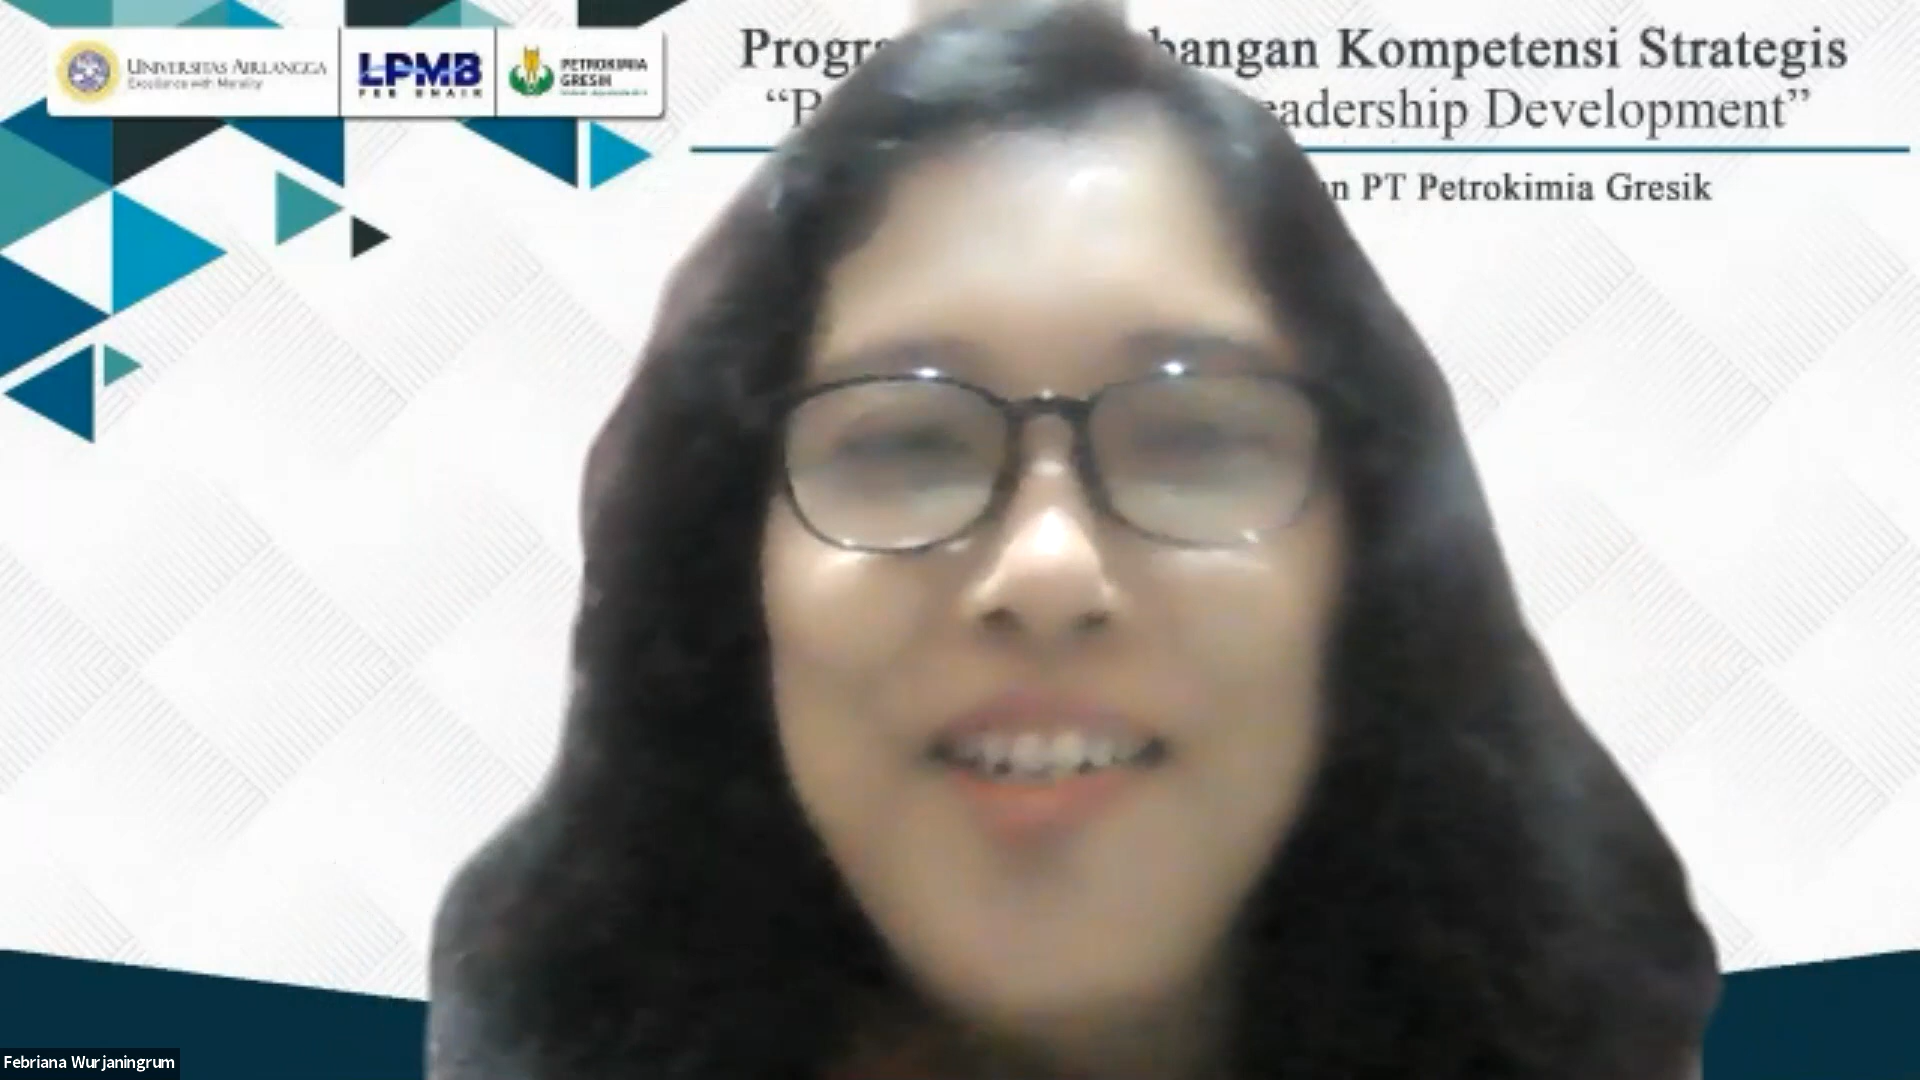 UNIVERSITAS AIRLANGGA
Excellence with Morality
LPMB
FEB UNAIR
PETROKIMIA
GRESIK
bangan Kompetensi Strategis
eadership Development”
PT Petrokimia Gresik
Febriana Wurjaningrum